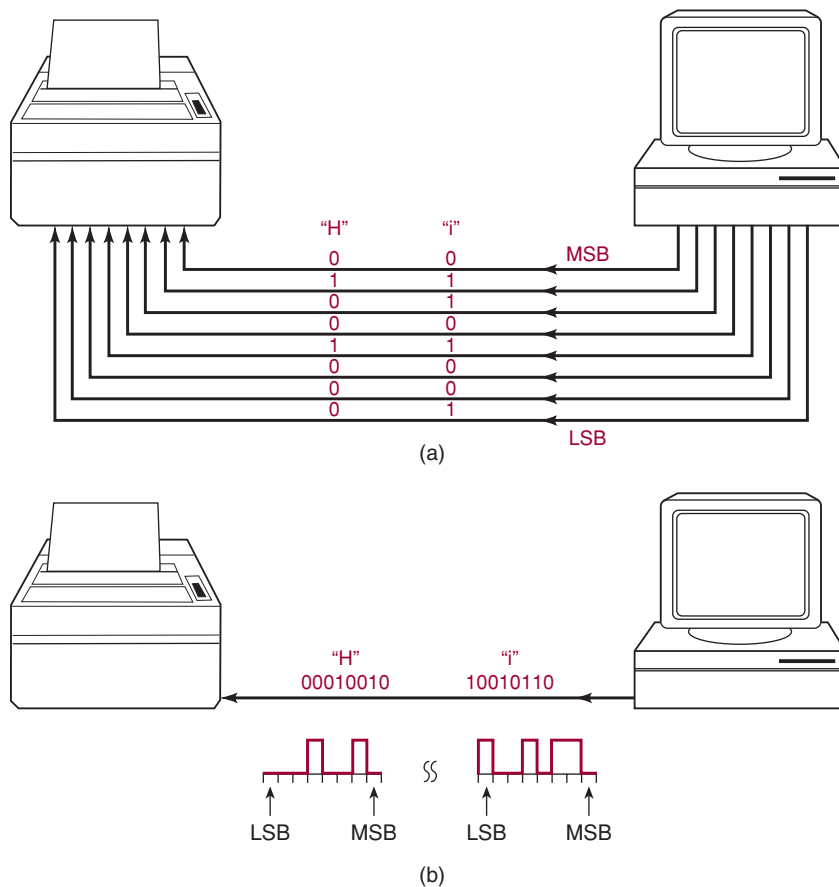 “H” “i”
0 0 MSB
1 1
0 1
0 0
1 1
0 0
0 0
0 1
LSB
(a)
“H” “i”
00010010 10010110
LSB MSB LSB MSB
(b)